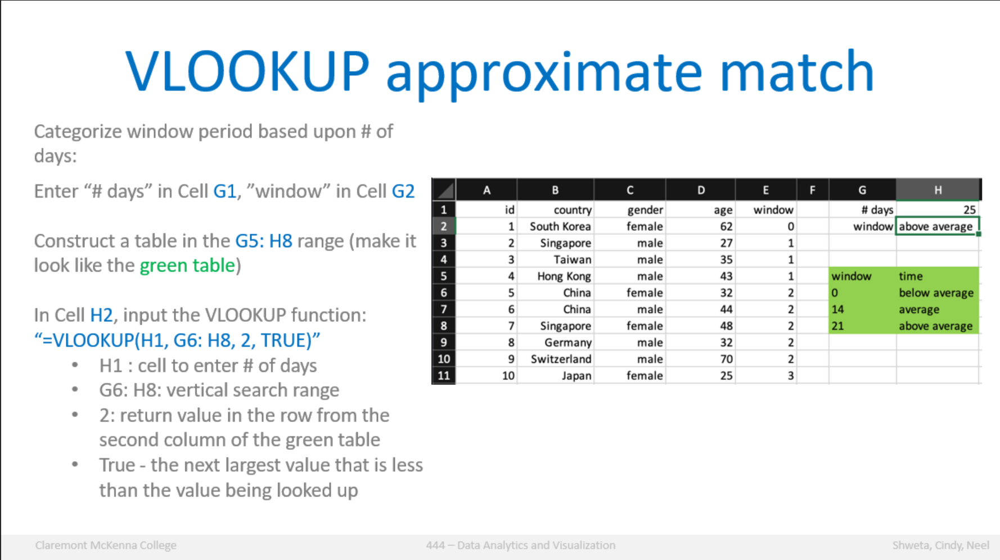 VLOOKUP approximate match
Categorize window period based upon # of
days:
Enter “# days” in Cell G1, ”window” in Cell G2
Construct a table in the G5: H8 range (make it
look like the green table)
In Cell H2, input the VLOOKUP function:
“=VLOOKUP(H1, G6: H8, 2, TRUE)”
• H1 : cell to enter # of days
• G6: H8: vertical search range
• 2: return value in the row from the
second column of the green table
• True - the next largest value that is less
than the value being looked up
A B C D E F G H
1 id country gender age window # days 25
2 1 South Korea female 62 0 window above average
3 2 Singapore male 27 1
4 3 Taiwan male 35 1
5 4 Hong Kong male 43 1 window time
6 5 China female 32 2 0 below average
7 6 China male 44 2 14 average
8 7 Singapore female 48 2 21 above average
9 8 Germany male 32 2
10 9 Switzerland male 70 2
11 10 Japan female 25 3
Claremont McKenna College 444 – Data Analytics and Visualization Shweta, Cindy, Neel